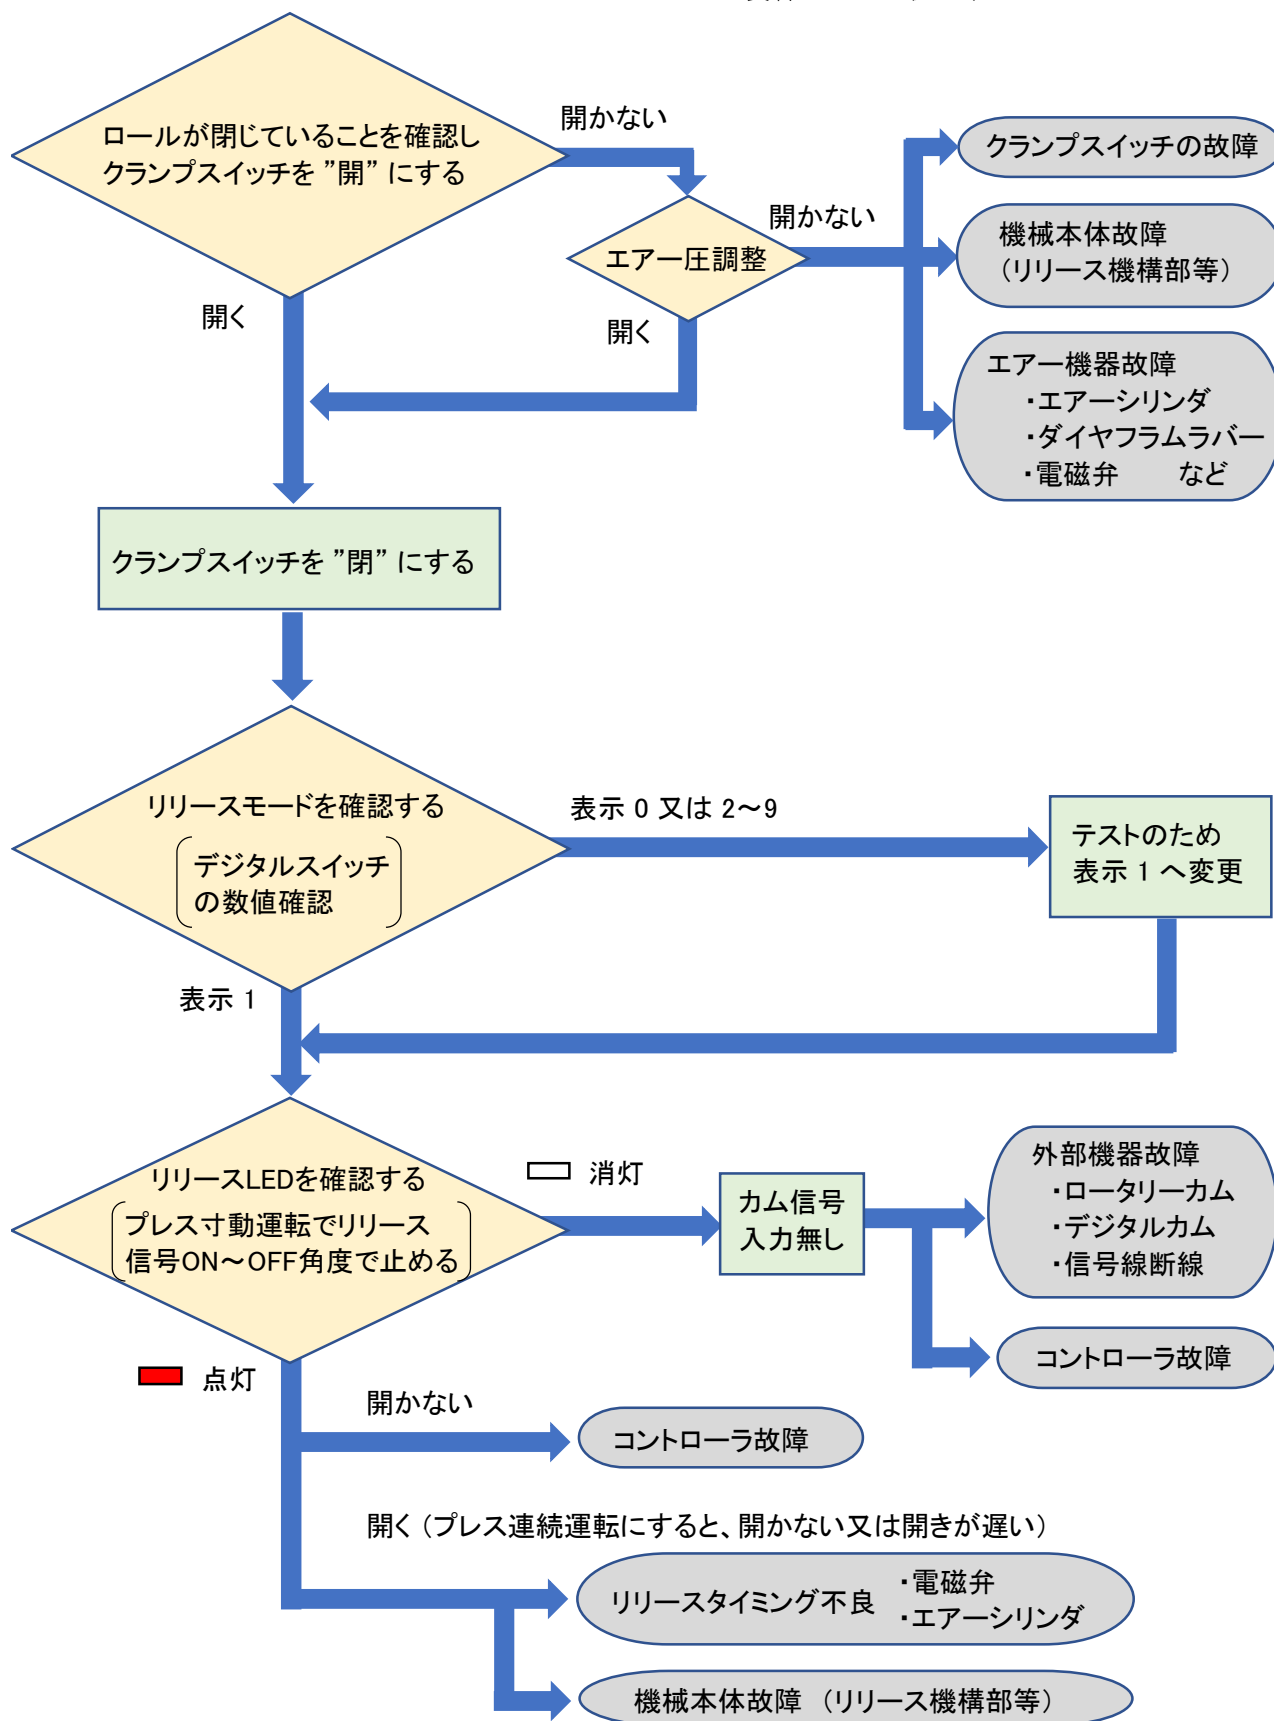 開かない
ロールが閉じていることを確認し
クランプスイッチを ”開” にする
クランプスイッチの故障
開かない
機械本体故障
（リリース機構部等）
エアー圧調整
開く
開く
エアー機器故障
・エアーシリンダ
・ダイヤフラムラバー
・電磁弁　　など
クランプスイッチを ”閉” にする
リリースモードを確認する
デジタルスイッチ
の数値確認
表示 0 又は 2～9
テストのため
表示 1 へ変更
表示 1
リリースLEDを確認する
プレス寸動運転でリリース
信号ON～OFF角度で止める
消灯
カム信号
入力無し
外部機器故障
・ロータリーカム
・デジタルカム
・信号線断線
コントローラ故障
点灯
開かない
コントローラ故障
開く（プレス連続運転にすると、開かない又は開きが遅い）
リリースタイミング不良
・電磁弁
・エアーシリンダ
機械本体故障 （リリース機構部等）